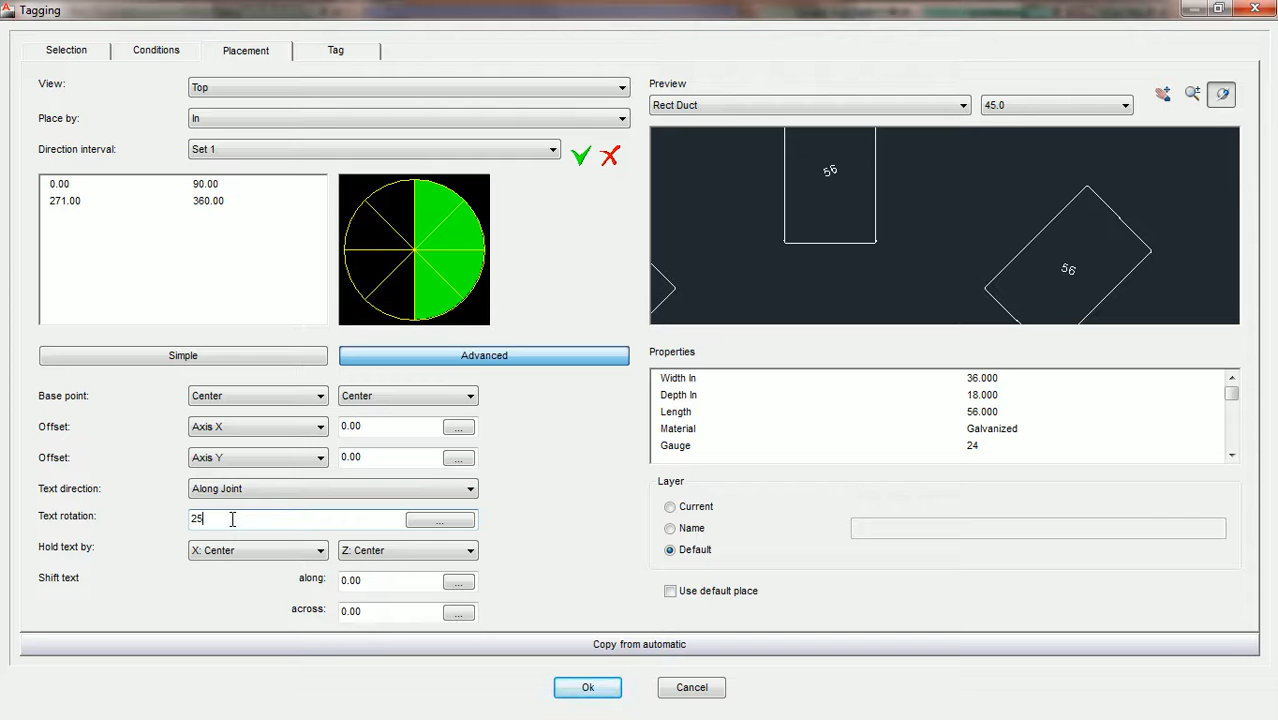 Tagging
Selection Conditions Placement Tag
View: Top
Place by: In
Direction interval: Set 1
0.00 90.00
271.00 360.00
Simple Advanced
Base point: Center Center
Offset: Axis X 0.00 ...
Offset: Axis Y 0.00 ...
Text direction: Along Joint
Text rotation: 25 ...
Hold text by: X: Center Z: Center
Shift text along: 0.00 ...
across: 0.00 ...
Preview
Rect Duct 45.0
56
56
Properties
Width In 36.000
Depth In 18.000
Length 56.000
Material Galvanized
Gauge 24
Layer
Current
Name
Default
Use default place
Copy from automatic
Ok Cancel